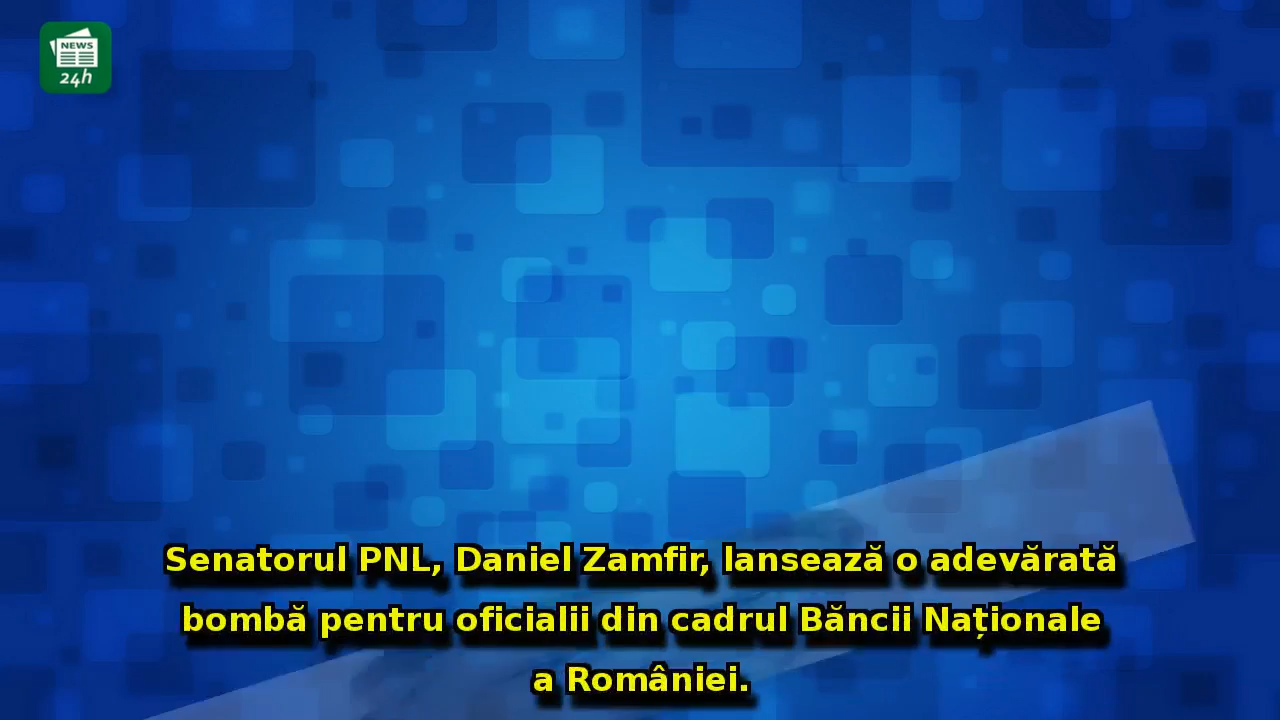 NEWS
24h
Senatorul PNL, Daniel Zamfir, lansează o adevărată
bombă pentru oficialii din cadrul Băncii Naționale
a României.